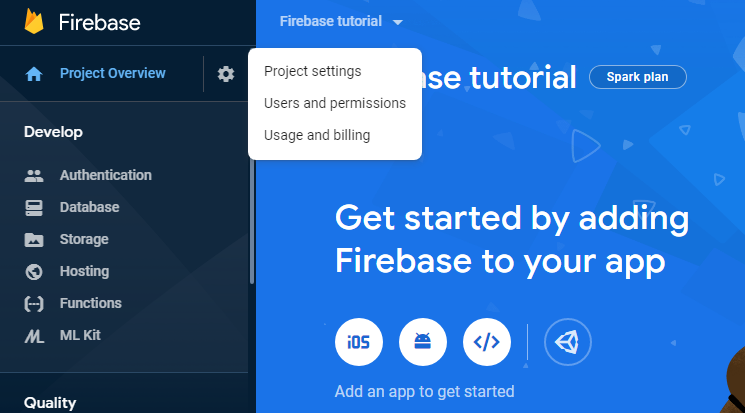 Firebase
Firebase tutorial
Project Overview
Project settings
Users and permissions
Usage and billing
ase tutorial
Spark plan
Develop
Authentication
Database
Storage
Hosting
Functions
ML Kit
Quality
Get started by adding
Firebase to your app
iOS
Add an app to get started